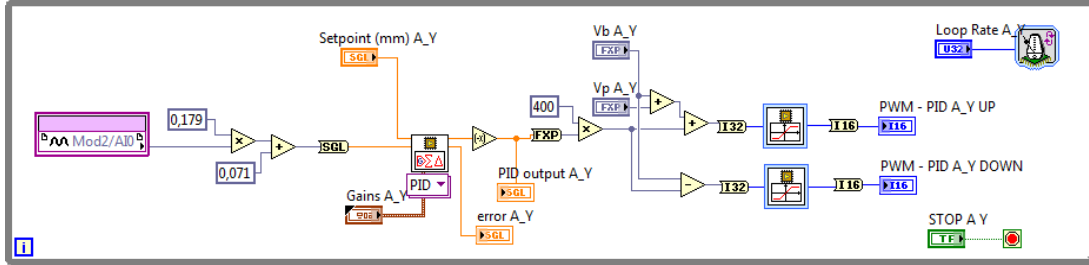 Setpoint (mm) A_Y
SGL
Vb A_Y
FXP
Loop Rate A_Y
U32
Mod2/AI0
0,179
x
+
0,071
SGL
PID
Gains A_Y
-x
PID output A_Y
SGL
error A_Y
SGL
400
FXP
x
Vp A_Y
FXP
+
+
I32
I16
PWM - PID A_Y UP
I16
-
I32
I16
PWM - PID A_Y DOWN
I16
STOP A Y
TF
i